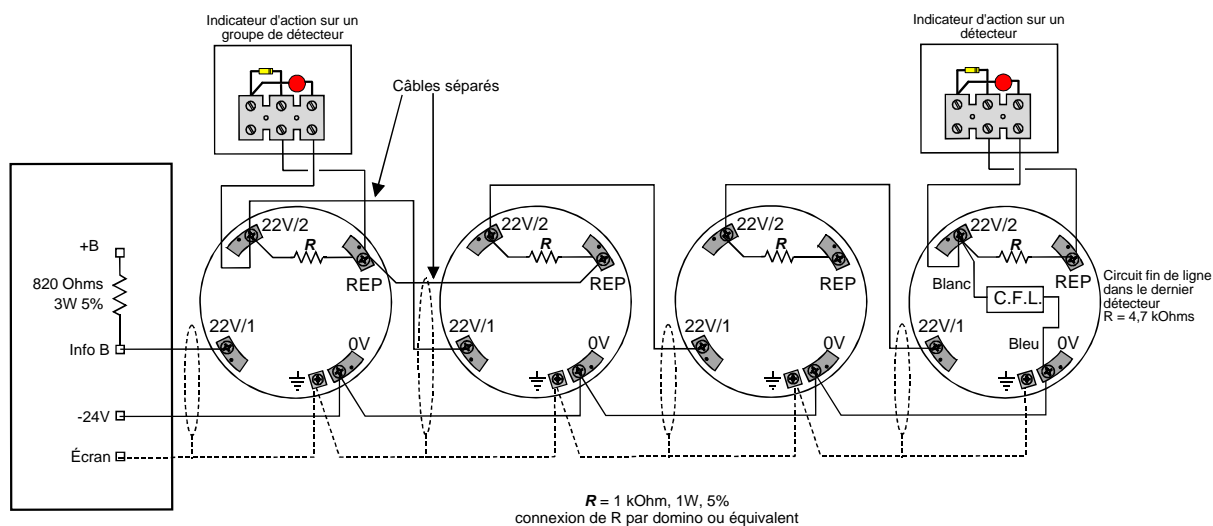 Indicateur d'action sur un
groupe de détecteur
Indicateur d'action sur un
détecteur
Câbles séparés
+B
820 Ohms
3W 5%
Info B
-24V
Écran
22V/2
R
REP
22V/1
0V
22V/2
R
REP
22V/1
0V
22V/2
R
REP
22V/1
0V
22V/2
R
REP
Blanc
C.F.L.
22V/1
Bleu
0V
Circuit fin de ligne
dans le dernier
détecteur
R = 4,7 kOhms
R = 1 kOhm, 1W, 5%
connexion de R par domino ou équivalent